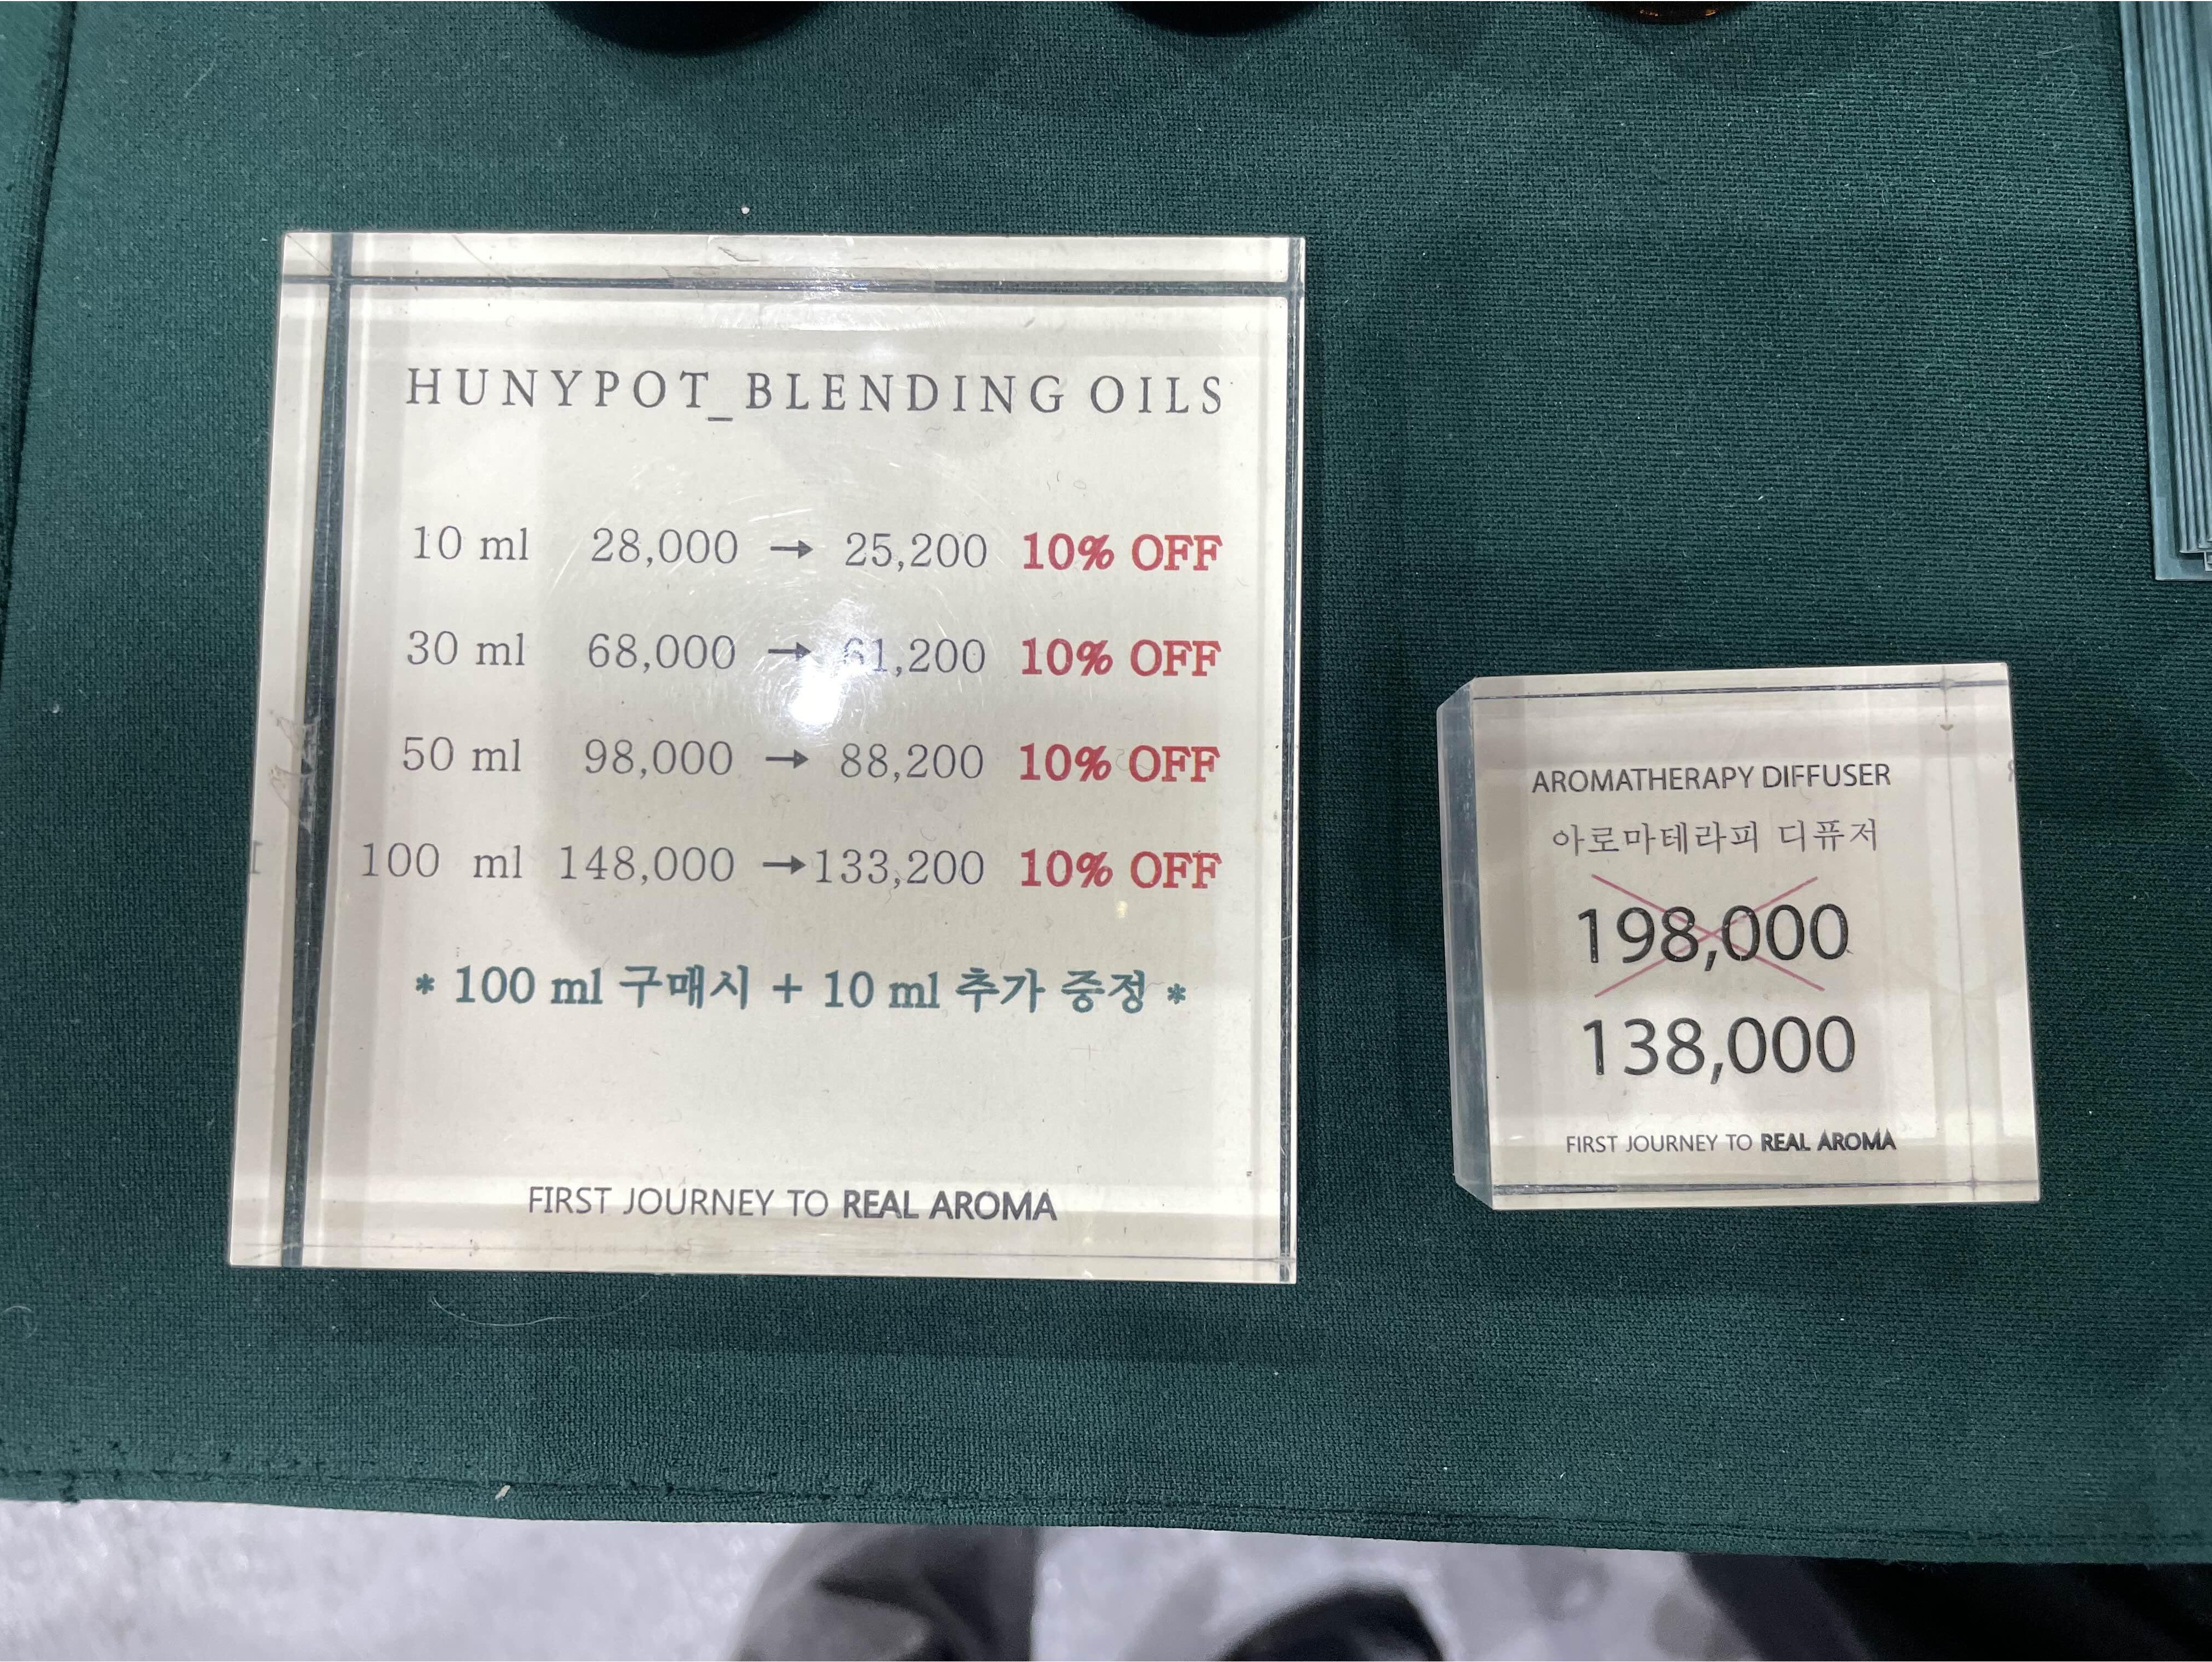 HUNYPOT_BLENDING OILS
10 ml 28,000 → 25,200 10% OFF
30 ml 68,000 → 61,200 10% OFF
50 ml 98,000 → 88,200 10% OFF
100 ml 148,000 →133,200 10% OFF
* 100 ml 구매시 + 10 ml 추가 증정 *
FIRST JOURNEY TO REAL AROMA
AROMATHERAPY DIFFUSER
아로마테라피 디퓨저
198,000
138,000
FIRST JOURNEY TO REAL AROMA